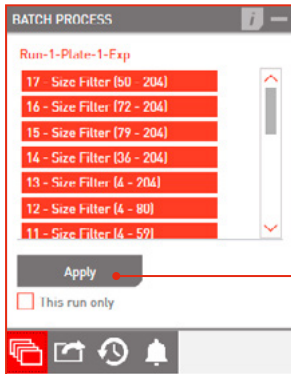 BATCH PROCESS
i
Run-1-Plate-1-Exp
17 - Size Filter (50 - 204)
16 - Size Filter (72 - 204)
15 - Size Filter (79 - 204)
14 - Size Filter (36 - 204)
13 - Size Filter (4 - 204)
12 - Size Filter (4 - 80)
11 - Size Filter (4 - 59)
Apply
This run only